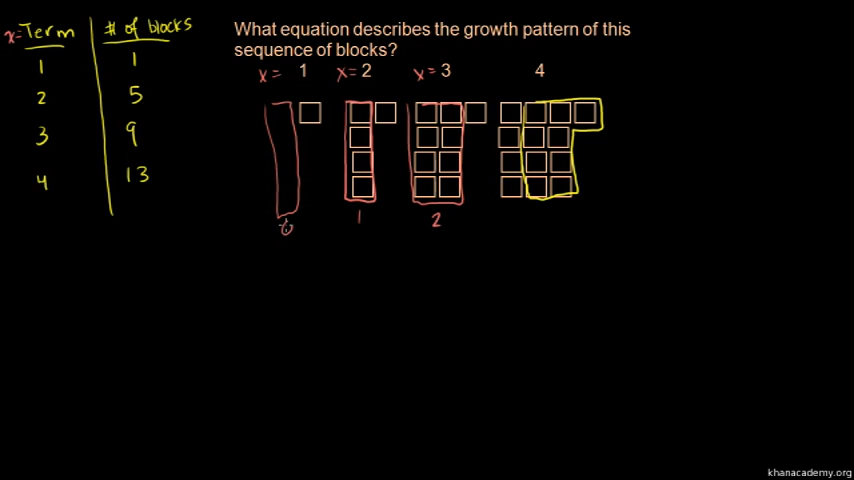 What equation describes the growth pattern of this
sequence of blocks?
x=Term # of blocks
1 1
2 5
3 9
4 13
x= 1 x=2 x=3 4
0 1 2
khanacademy.org